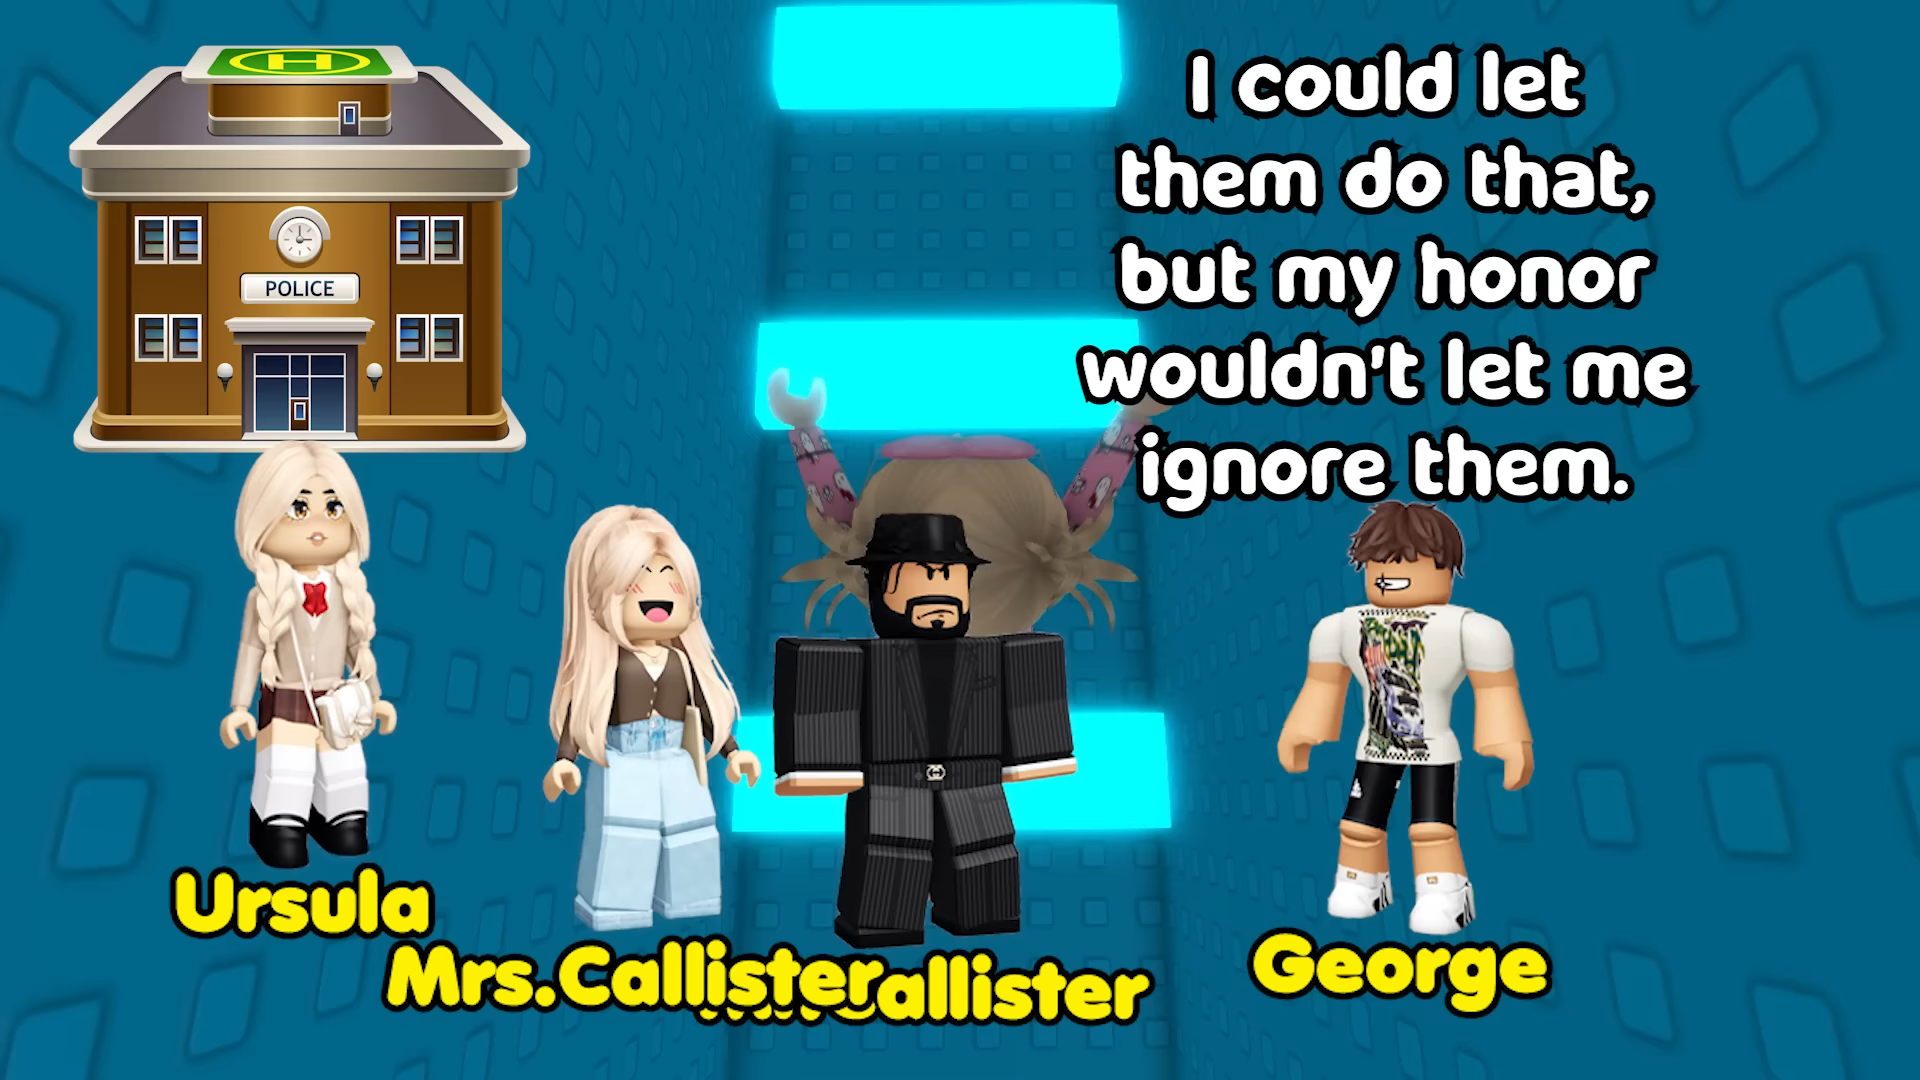 H
POLICE
I could let
them do that,
but my honor
wouldn't let me
ignore them.
Ursula
Mrs.Callister
allister
George